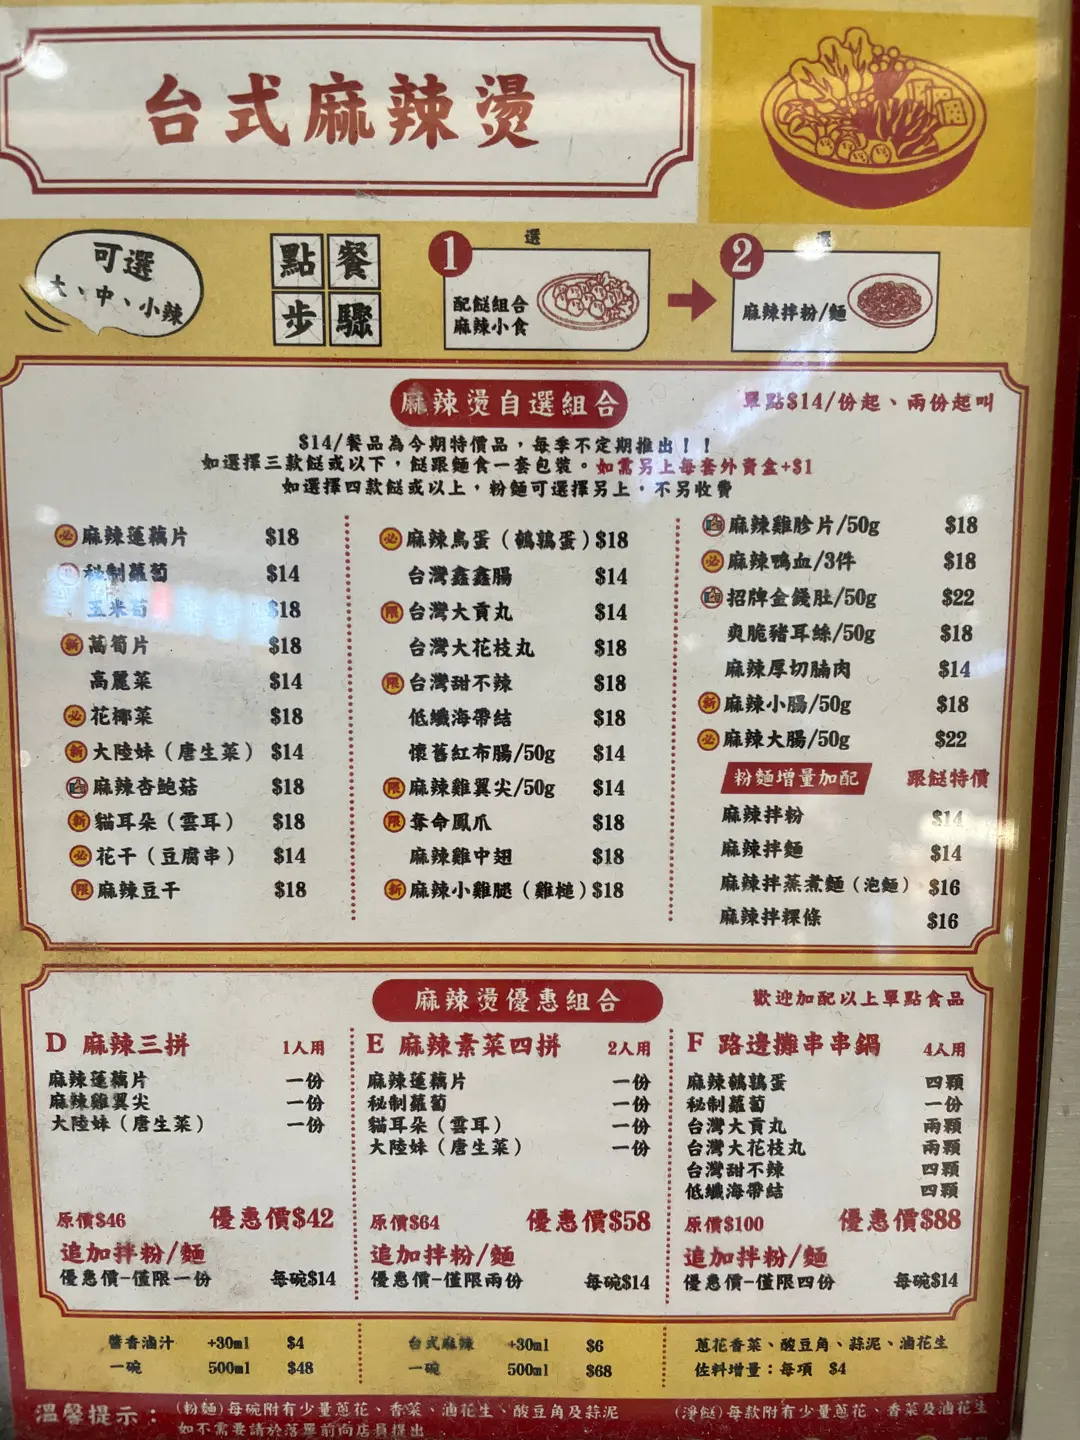 台式麻辣燙
可選
大、中、小辣
點餐
步驟
1
選
配餸組合
麻辣小食
2
選
麻辣拌粉/麵
麻辣燙自選組合
單點$14/份起、兩份起叫
$14/餐品為今期特價品，每季不定期推出！！
如選擇三款餸或以下，餸跟麵食一套包裝。如需另上每套外賣盒+$1
如選擇四款餸或以上，粉麵可選擇另上，不另收費
必 麻辣蓮藕片 $18
秘制蘿蔔 $14
玉米筍 $18
新 萵筍片 $18
高麗菜 $14
必 花椰菜 $18
新 大陸妹（唐生菜） $14
麻辣杏鮑菇 $18
新 貓耳朵（雲耳） $18
必 花干（豆腐串） $14
限 麻辣豆干 $18
必 麻辣鳥蛋（鵪鶉蛋） $18
台灣鑫鑫腸 $14
限 台灣大貢丸 $14
台灣大花枝丸 $18
限 台灣甜不辣 $18
低纖海帶結 $18
懷舊紅布腸/50g $14
限 麻辣雞翼尖/50g $14
限 奪命鳳爪 $18
麻辣雞中翅 $18
新 麻辣小雞腿（雞槌） $18
麻辣雞胗片/50g $18
必 麻辣鴨血/3件 $18
招牌金錢肚/50g $22
爽脆豬耳絲/50g $18
麻辣厚切腩肉 $14
新 麻辣小腸/50g $18
必 麻辣大腸/50g $22
粉麵增量加配 跟餸特價
麻辣拌粉 $14
麻辣拌麵 $14
麻辣拌蒸煮麵（泡麵） $16
麻辣拌粿條 $16
麻辣燙優惠組合
歡迎加配以上單點食品
D 麻辣三拼 1人用
麻辣蓮藕片 一份
麻辣雞翼尖 一份
大陸妹（唐生菜） 一份
原價$46 優惠價$42
追加拌粉/麵
優惠價-僅限一份 每碗$14
E 麻辣素菜四拼 2人用
麻辣蓮藕片 一份
秘制蘿蔔 一份
貓耳朵（雲耳） 一份
大陸妹（唐生菜） 一份
原價$64 優惠價$58
追加拌粉/麵
優惠價-僅限兩份 每碗$14
F 路邊攤串串鍋 4人用
麻辣鵪鶉蛋 四顆
秘制蘿蔔 一份
台灣大貢丸 兩顆
台灣大花枝丸 兩顆
台灣甜不辣 四顆
低纖海帶結 四顆
原價$100 優惠價$88
追加拌粉/麵
優惠價-僅限四份 每碗$14
醬香滷汁 +30ml $4
一碗 500ml $48
台式麻辣 +30ml $6
一碗 500ml $68
蔥花香菜、酸豆角、蒜泥、滷花生
佐料增量：每項 $4
溫馨提示：
（粉麵）每碗附有少量蔥花、香菜、滷花生、酸豆角及蒜泥
如不需要請於落單前向店員提出
（淨餸）每款附有少量蔥花、香菜及滷花生